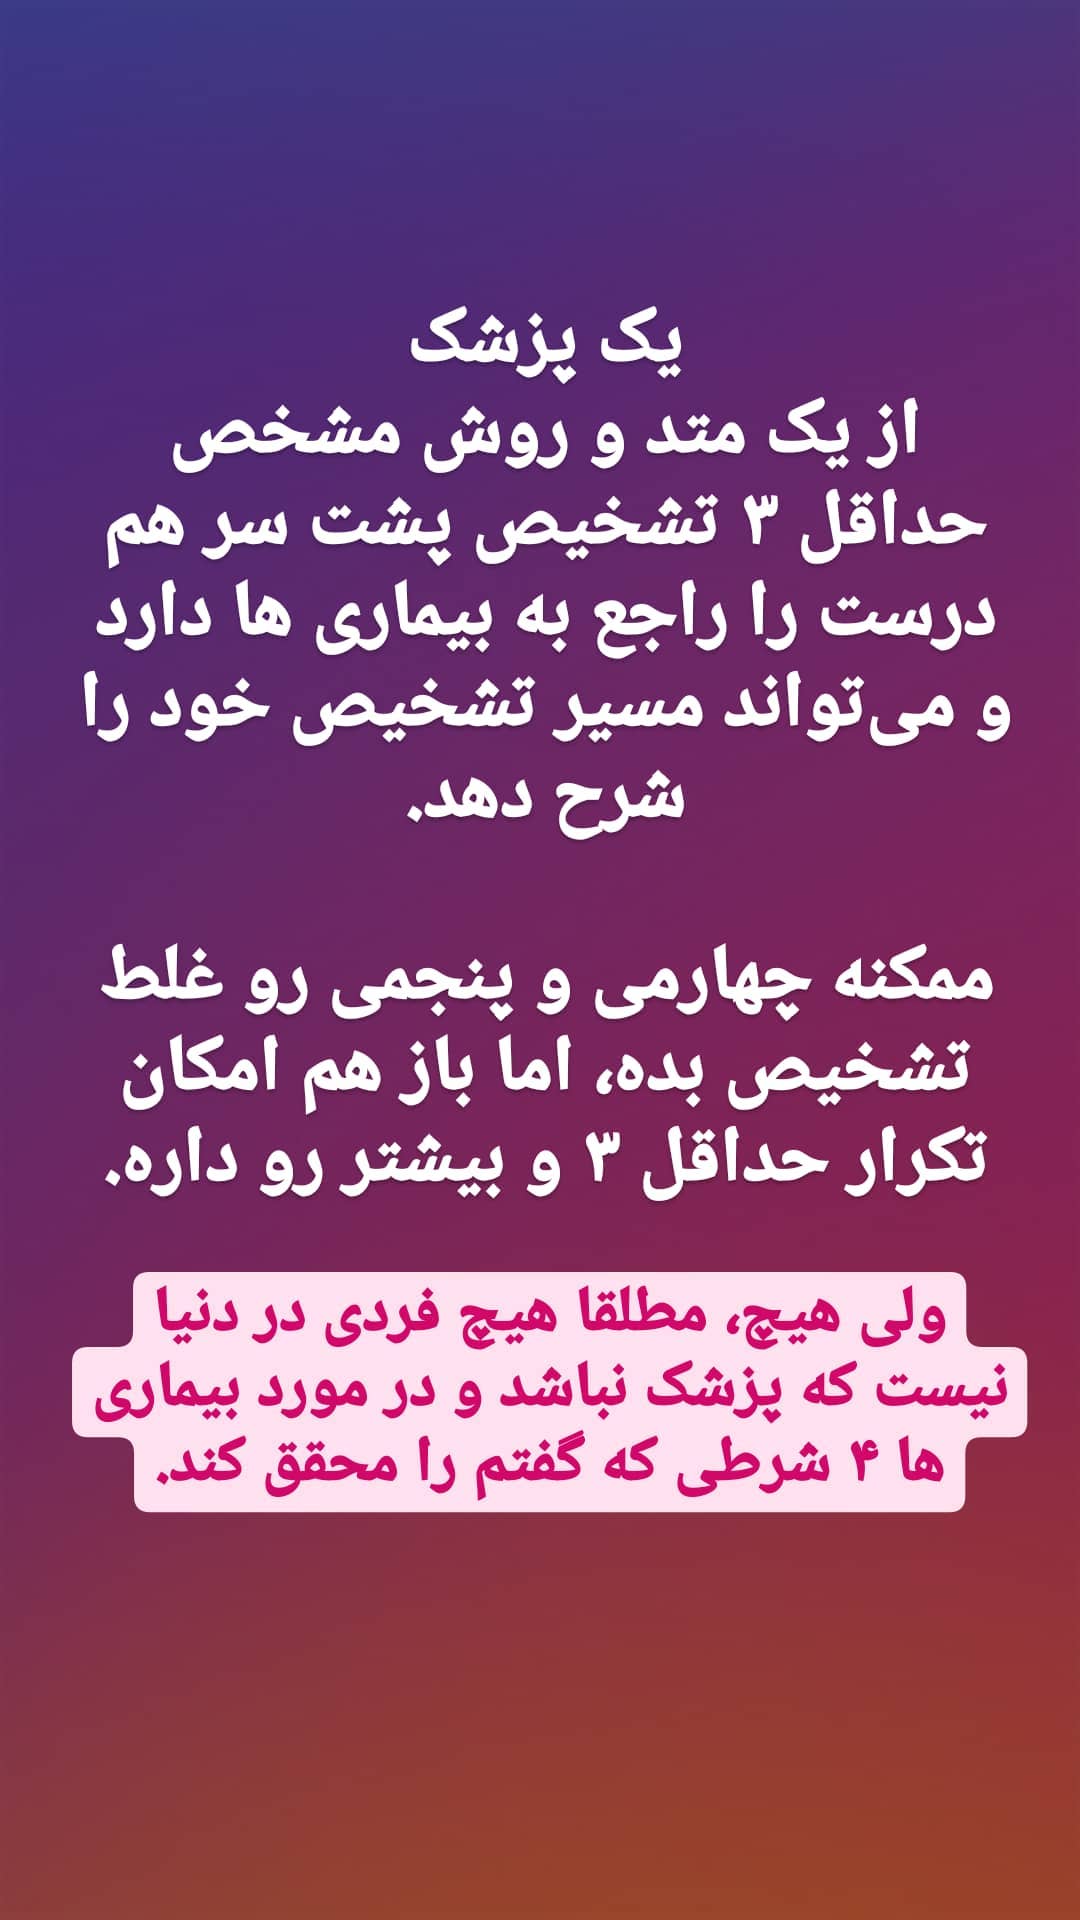 یک پزشک
از یک متد و روش مشخص
حداقل ۳ تشخیص پشت سر هم
درست را راجع به بیماری ها دارد
و می‌تواند مسیر تشخیص خود را
شرح دهد.
ممکنه چهارمی و پنجمی رو غلط
تشخیص بده، اما باز هم امکان
تکرار حداقل ۳ و بیشتر رو داره.
ولی هیچ، مطلقا هیچ فردی در دنیا
نیست که پزشک نباشد و در مورد بیماری
ها ۴ شرطی که گفتم را محقق کند.